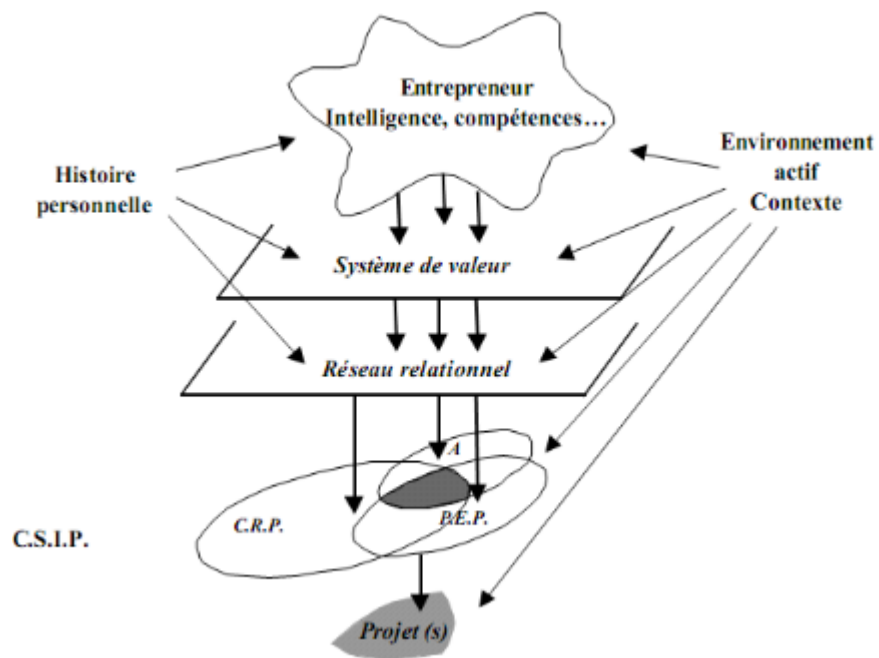 Entrepreneur
Intelligence, compétences…
Histoire
personnelle
Environnement
actif
Contexte
Système de valeur
Réseau relationnel
A
C.R.P.
P.E.P.
C.S.I.P.
Projet (s)